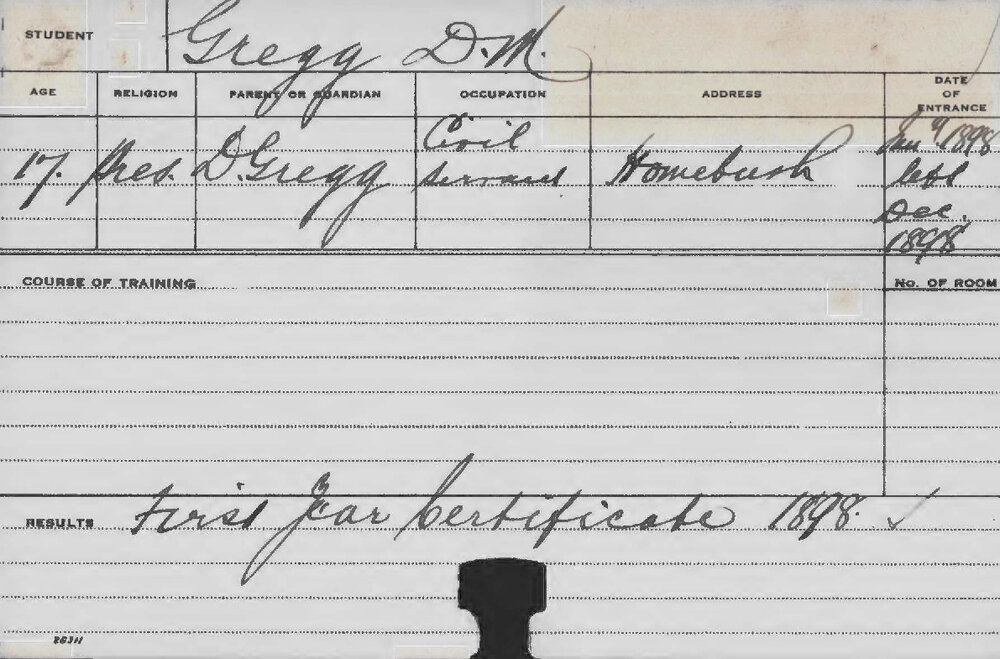 STUDENT Gregg D.M.
AGE RELIGION PARENT OR GUARDIAN OCCUPATION ADDRESS DATE OF ENTRANCE
17. Pres. D. Gregg Civil Servant Homebush 1898
left
Dec.
1898
COURSE OF TRAINING No. OF ROOM
RESULTS First Year Certificate 1898. ✓